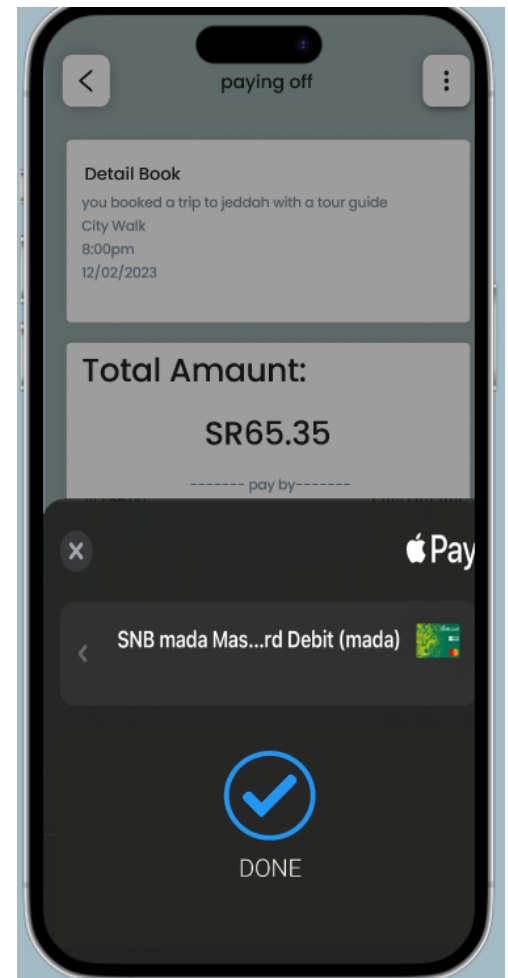 paying off
Detail Book
you booked a trip to jeddah with a tour guide
City Walk
8:00pm
12/02/2023
Total Amaunt:
SR65.35
------- pay by-------
Pay
SNB mada Mas...rd Debit (mada)
DONE